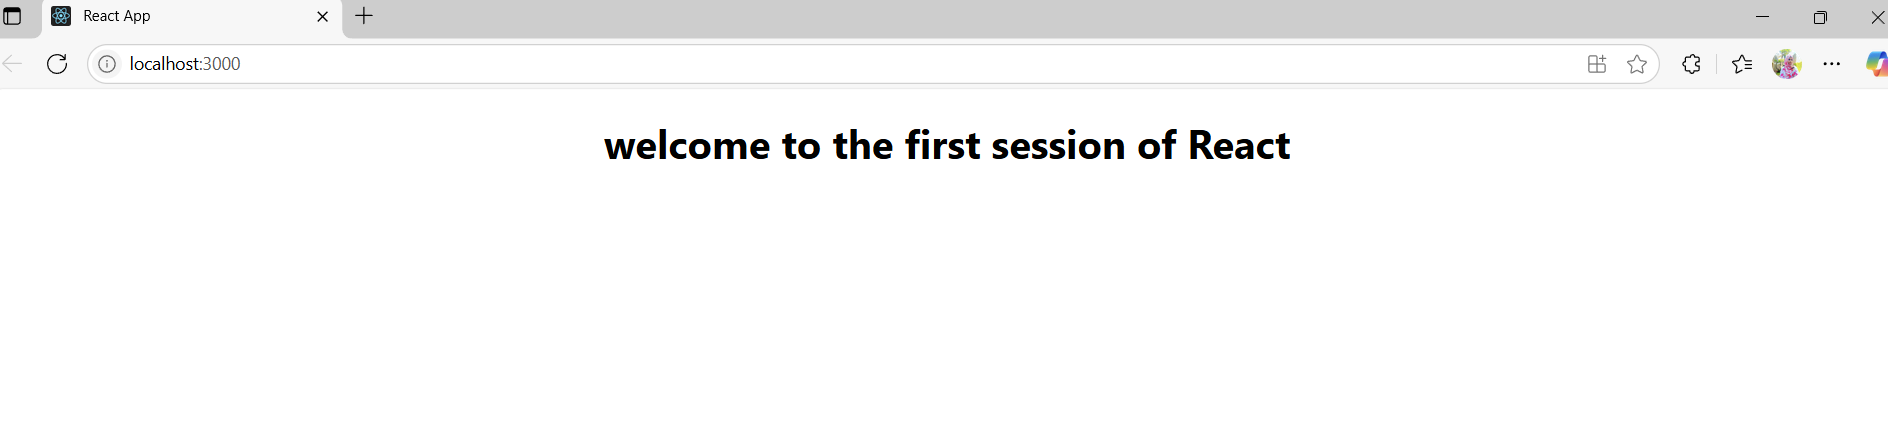 React App
localhost:3000
welcome to the first session of React